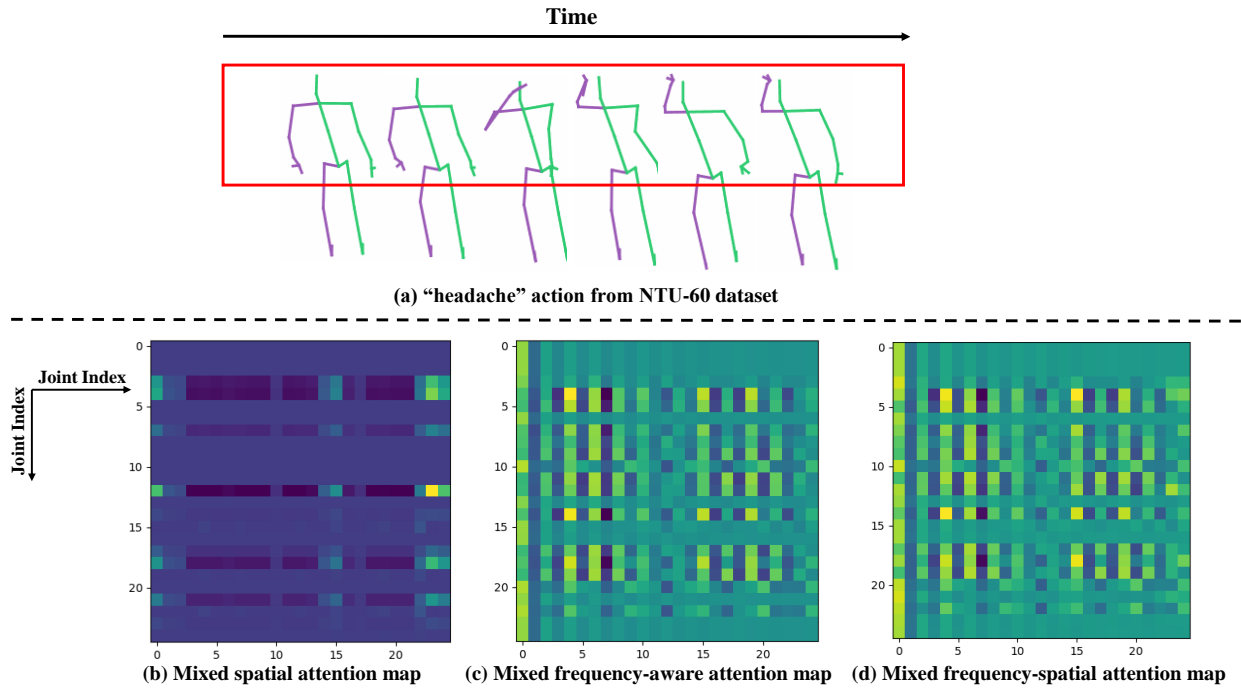 Time
(a) “headache” action from NTU-60 dataset
Joint Index
Joint Index
0
5
10
15
20
0 5 10 15 20
0
5
10
15
20
0 5 10 15 20
0
5
10
15
20
0 5 10 15 20
(b) Mixed spatial attention map
(c) Mixed frequency-aware attention map
(d) Mixed frequency-spatial attention map